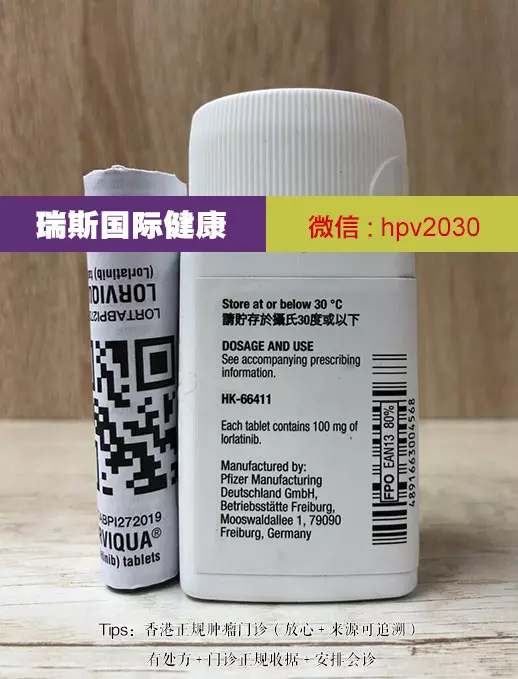 瑞斯国际健康
微信 : hpv2030
(Lorlatinib) ta
LORVIQUA
LORTABPI27
ABPI272019
RVIQUA®
inib) tablets
Store at or below 30 °C
請貯存於攝氏30度或以下
DOSAGE AND USE
See accompanying prescribing
information.
HK-66411
Each tablet contains 100 mg of
lorlatinib.
Manufactured by:
Pfizer Manufacturing
Deutschland GmbH,
Betriebsstätte Freiburg,
Mooswaldallee 1, 79090
Freiburg, Germany
FPO EAN13 80%
4891663004568
Tips：香港正规肿瘤门诊（放心+来源可追溯）
有处方+门诊正规收据+安排会诊